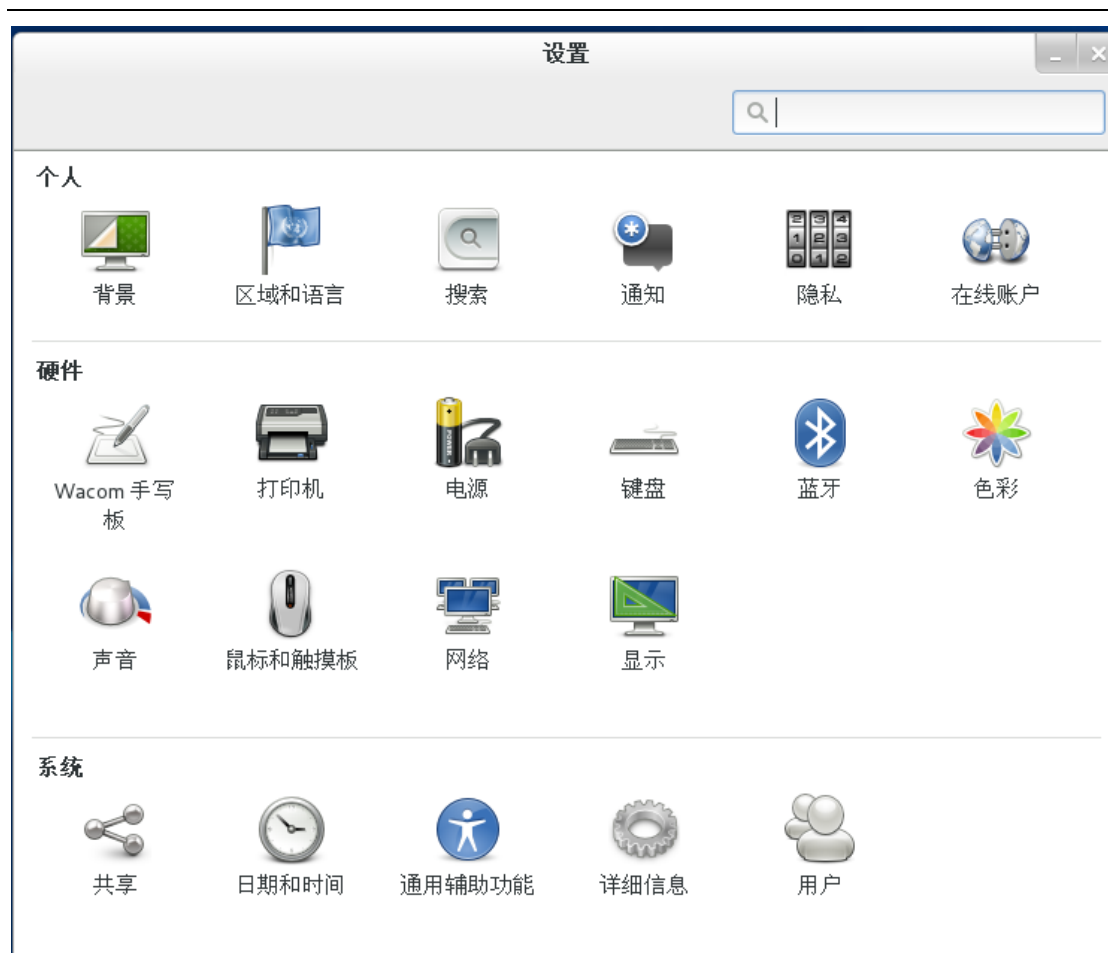 设置
个人
背景 区域和语言 搜索 通知 隐私 在线账户
硬件
Wacom 手写板 打印机 电源 键盘 蓝牙 色彩
声音 鼠标和触摸板 网络 显示
系统
共享 日期和时间 通用辅助功能 详细信息 用户